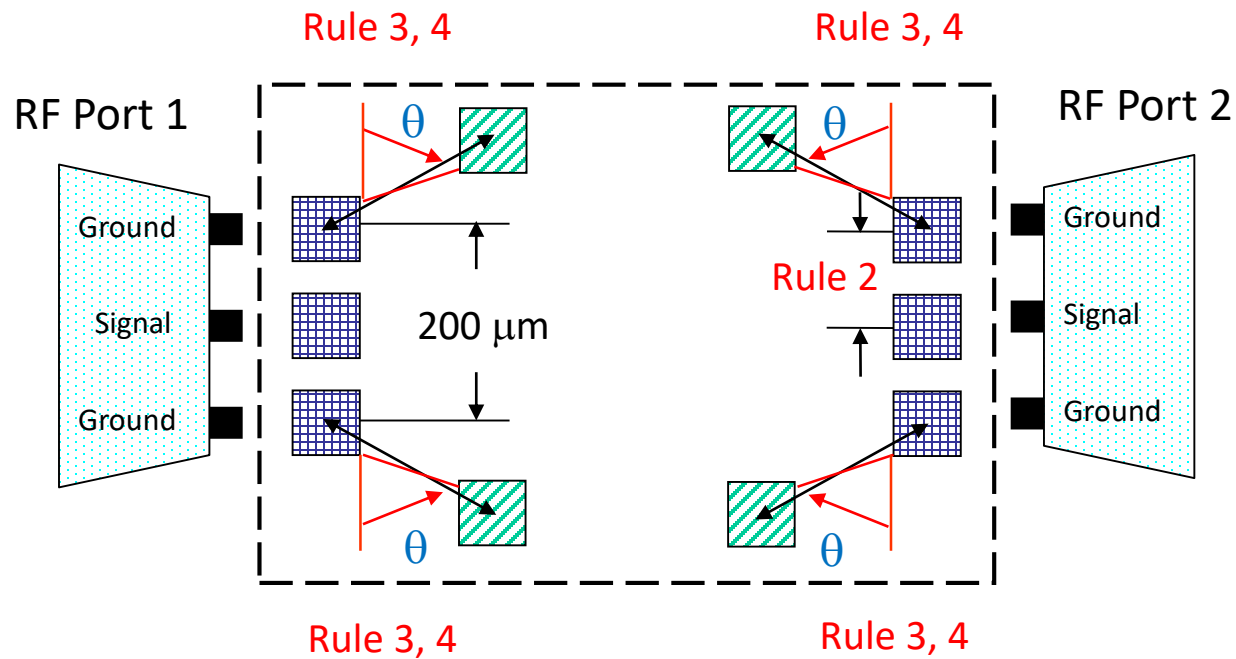 Rule 3, 4
Rule 3, 4
RF Port 1
RF Port 2
θ
θ
Ground
Ground
Rule 2
Signal
200 μm
Signal
Ground
Ground
θ
θ
Rule 3, 4
Rule 3, 4